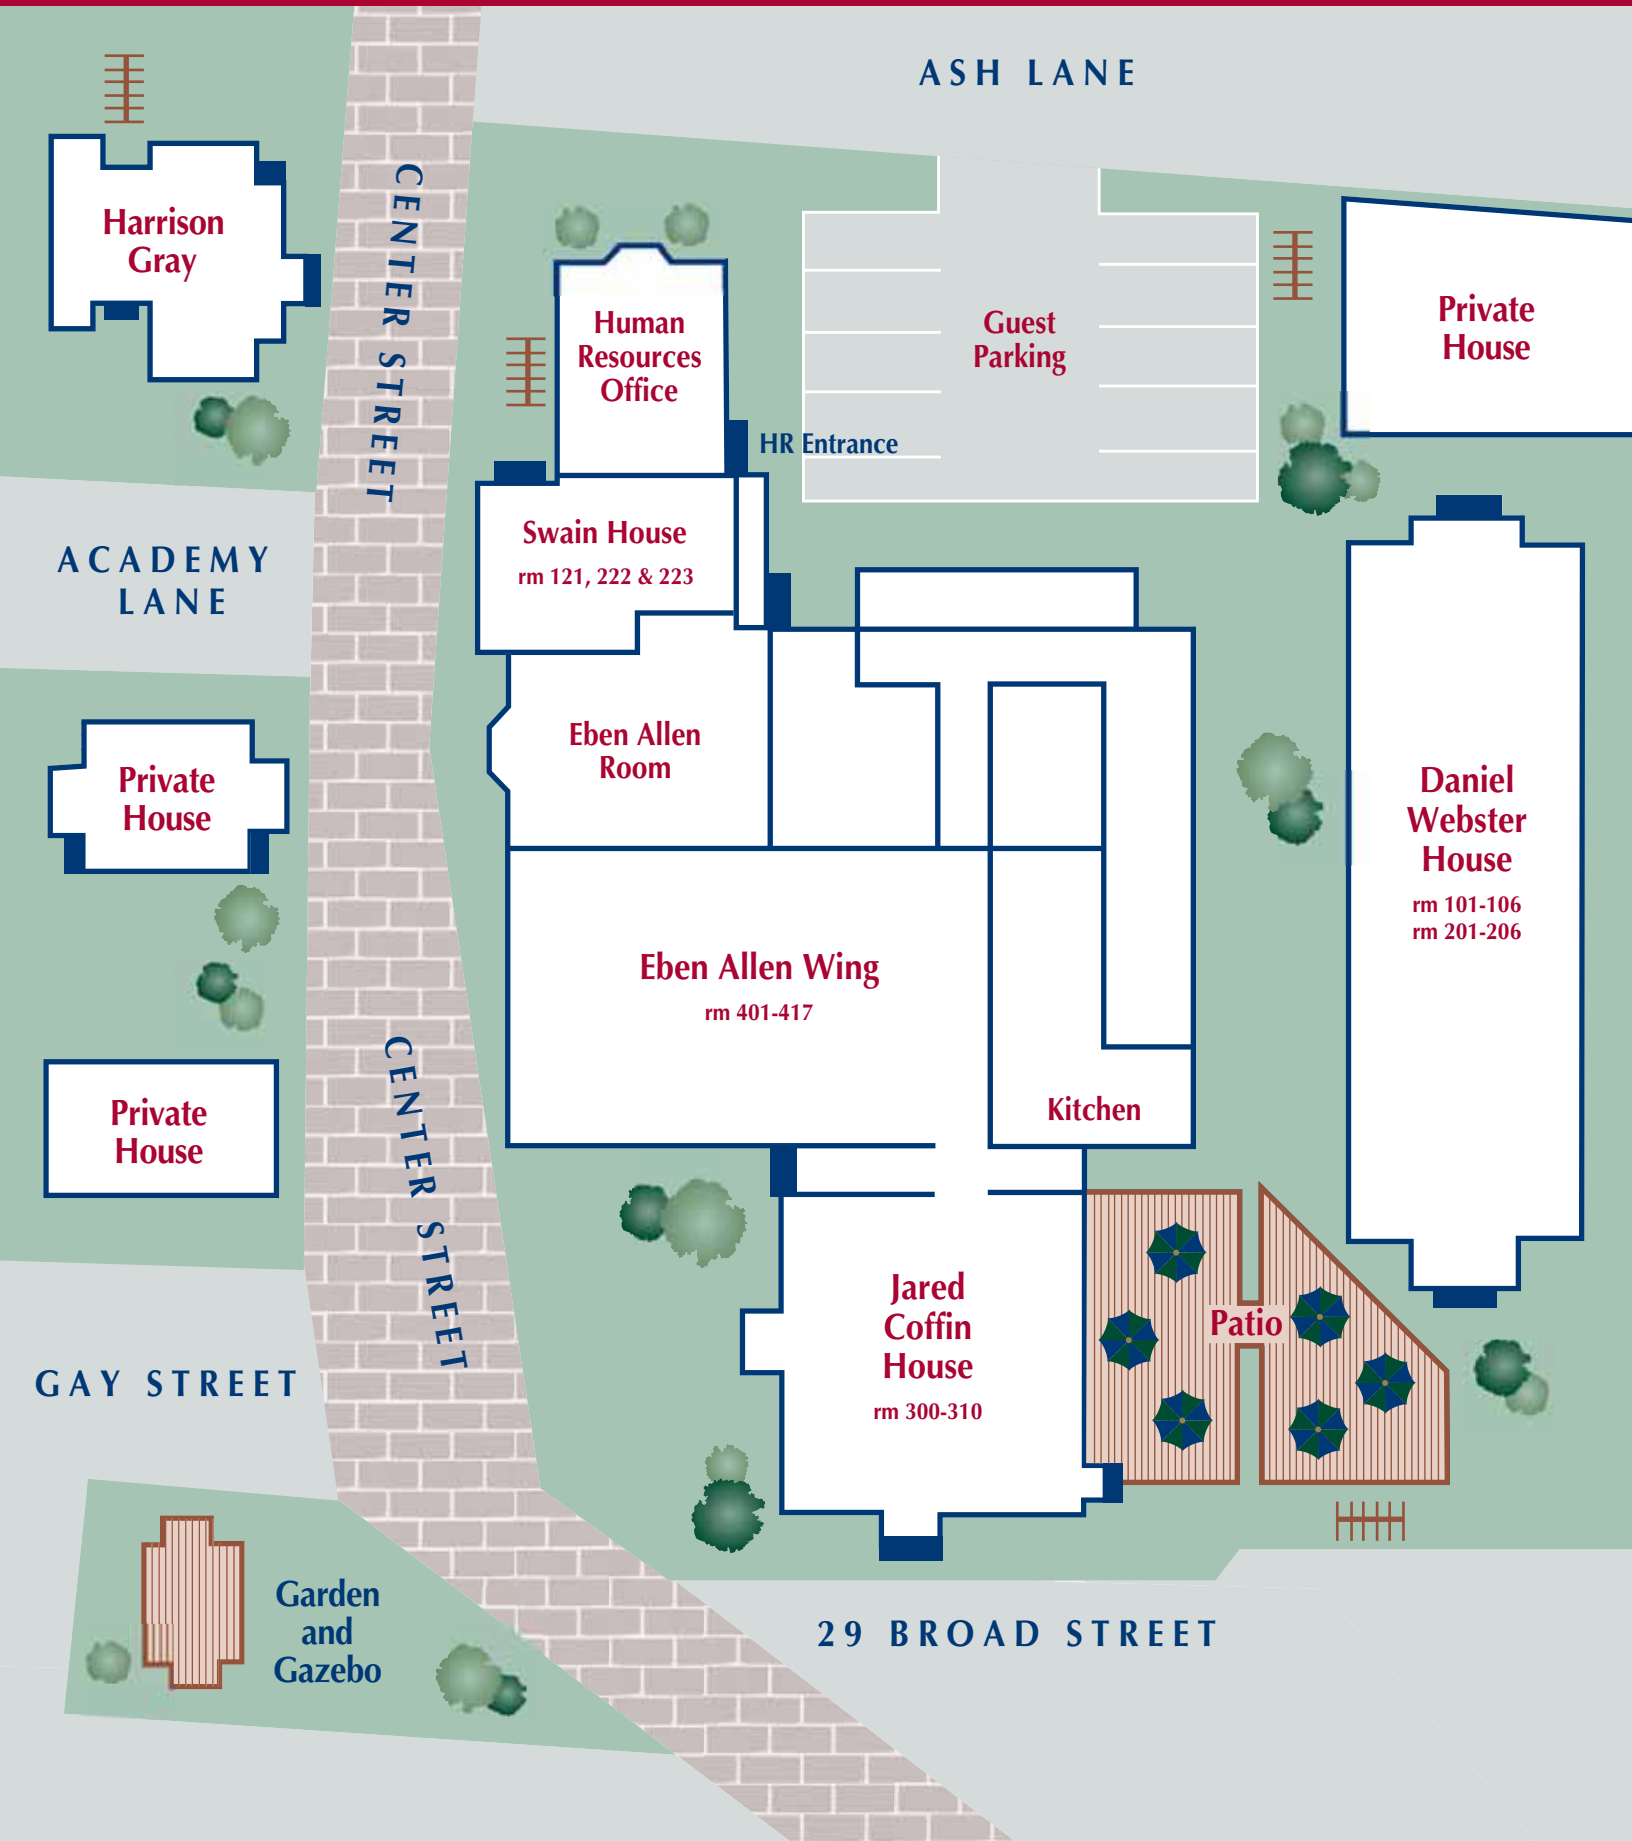 ASH LANE
CENTER STREET
Harrison
Gray
Human
Resources
Office
Guest
Parking
Private
House
HR Entrance
Swain House
rm 121, 222 & 223
ACADEMY
LANE
Eben Allen
Room
Private
House
Daniel
Webster
House
rm 101-106
rm 201-206
Eben Allen Wing
rm 401-417
CENTER STREET
Kitchen
Private
House
Jared
Coffin
House
rm 300-310
Patio
GAY STREET
Garden
and
Gazebo
29 BROAD STREET